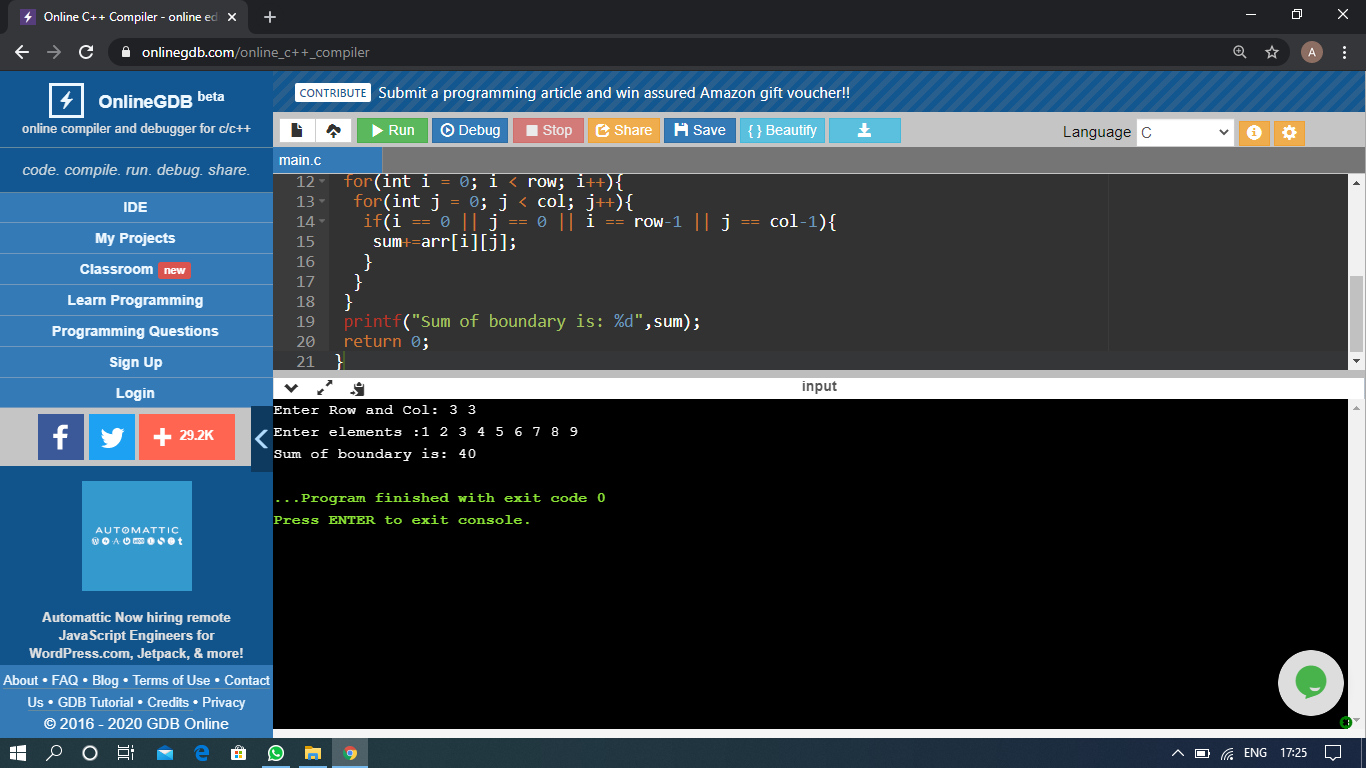 Online C++ Compiler - online ed
onlinegdb.com/online_c++_compiler
A
OnlineGDB beta
online compiler and debugger for c/c++
code. compile. run. debug. share.
IDE
My Projects
Classroom new
Learn Programming
Programming Questions
Sign Up
Login
f
+ 29.2K
AUTOMATTIC
Automattic Now hiring remote
JavaScript Engineers for
WordPress.com, Jetpack, & more!
About • FAQ • Blog • Terms of Use • Contact
Us • GDB Tutorial • Credits • Privacy
© 2016 - 2020 GDB Online
CONTRIBUTE Submit a programming article and win assured Amazon gift voucher!!
Run Debug Stop Share Save { } Beautify
Language C
main.c
12 for(int i = 0; i < row; i++){
13 for(int j = 0; j < col; j++){
14 if(i == 0 || j == 0 || i == row-1 || j == col-1){
15 sum+=arr[i][j];
16 }
17 }
18 }
19 printf("Sum of boundary is: %d",sum);
20 return 0;
21 }
input
Enter Row and Col: 3 3
Enter elements :1 2 3 4 5 6 7 8 9
Sum of boundary is: 40
...Program finished with exit code 0
Press ENTER to exit console.
ENG 17:25